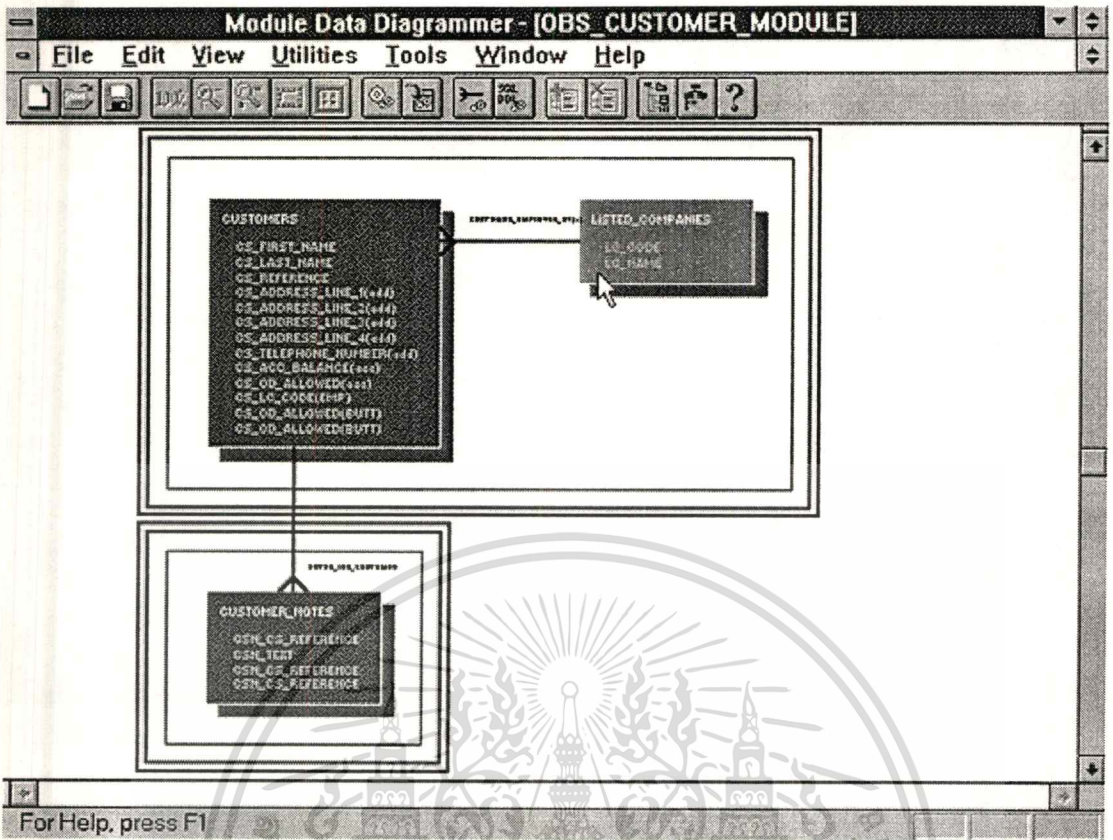 Module Data Diagrammer - [OBS_CUSTOMER_MODULE]
File Edit View Utilities Tools Window Help
CUSTOMERS
CS_FIRST_NAME
CS_LAST_NAME
CS_REFERENCE
CS_ADDRESS_LINE_1(add)
CS_ADDRESS_LINE_2(add)
CS_ADDRESS_LINE_3(add)
CS_ADDRESS_LINE_4(add)
CS_TELEPHONE_NUMBER(add)
CS_ACC_BALANCE(acc)
CS_OD_ALLOWED(acc)
CS_LC_CODE(EMP)
CS_OD_ALLOWED(BUTT)
CS_OD_ALLOWED(BUTT)
LISTED_COMPANIES
LC_CODE
LC_NAME
CUSTOMER_NOTES
CSN_CS_REFERENCE
CSN_TEXT
CSN_CS_REFERENCE
CSN_CS_REFERENCE
For Help, press F1